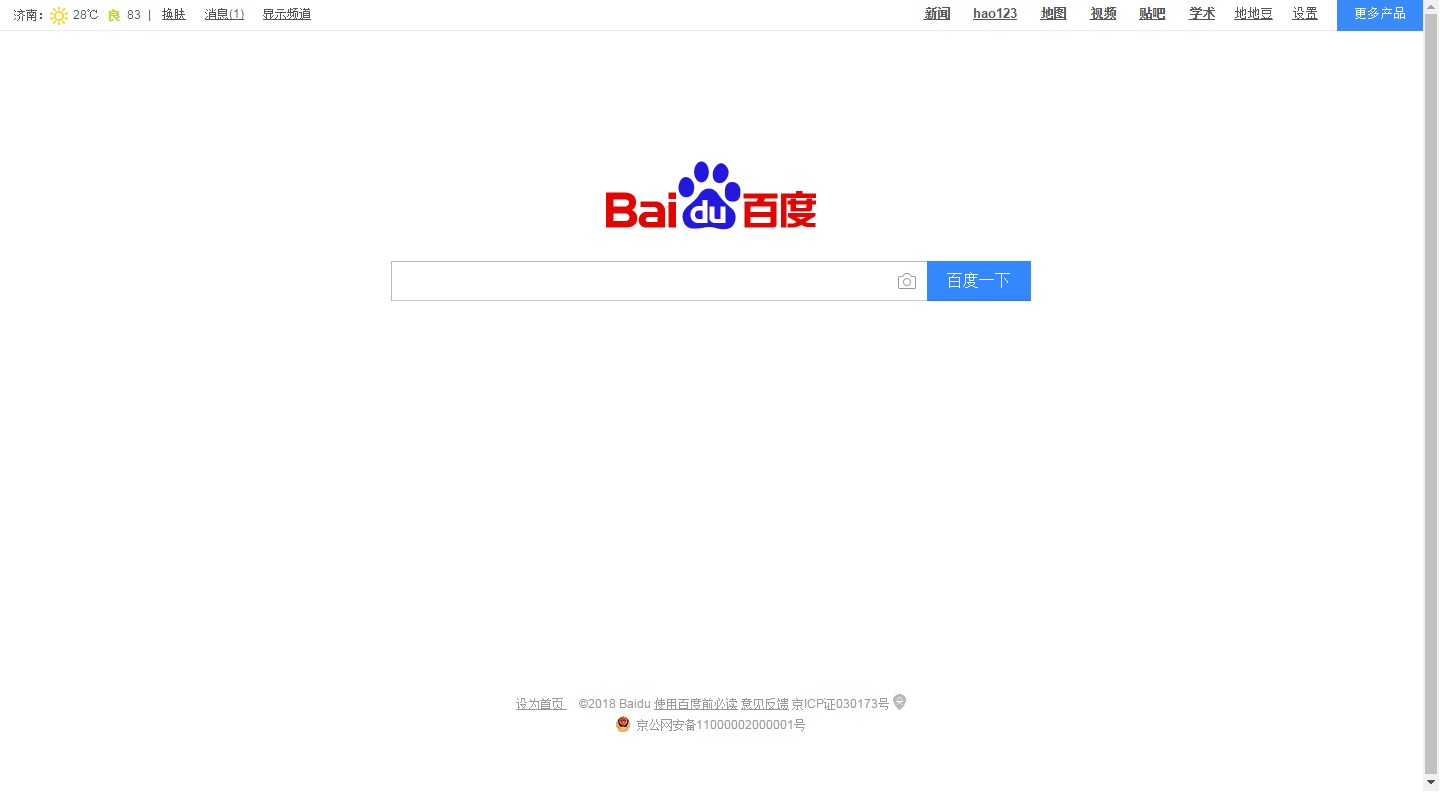 济南: 28℃ 良 83 | 换肤 消息(1) 显示频道 新闻 hao123 地图 视频 贴吧 学术 地地豆 设置 更多产品
Baidu百度
百度一下
设为首页 ©2018 Baidu 使用百度前必读 意见反馈 京ICP证030173号
京公网安备11000002000001号